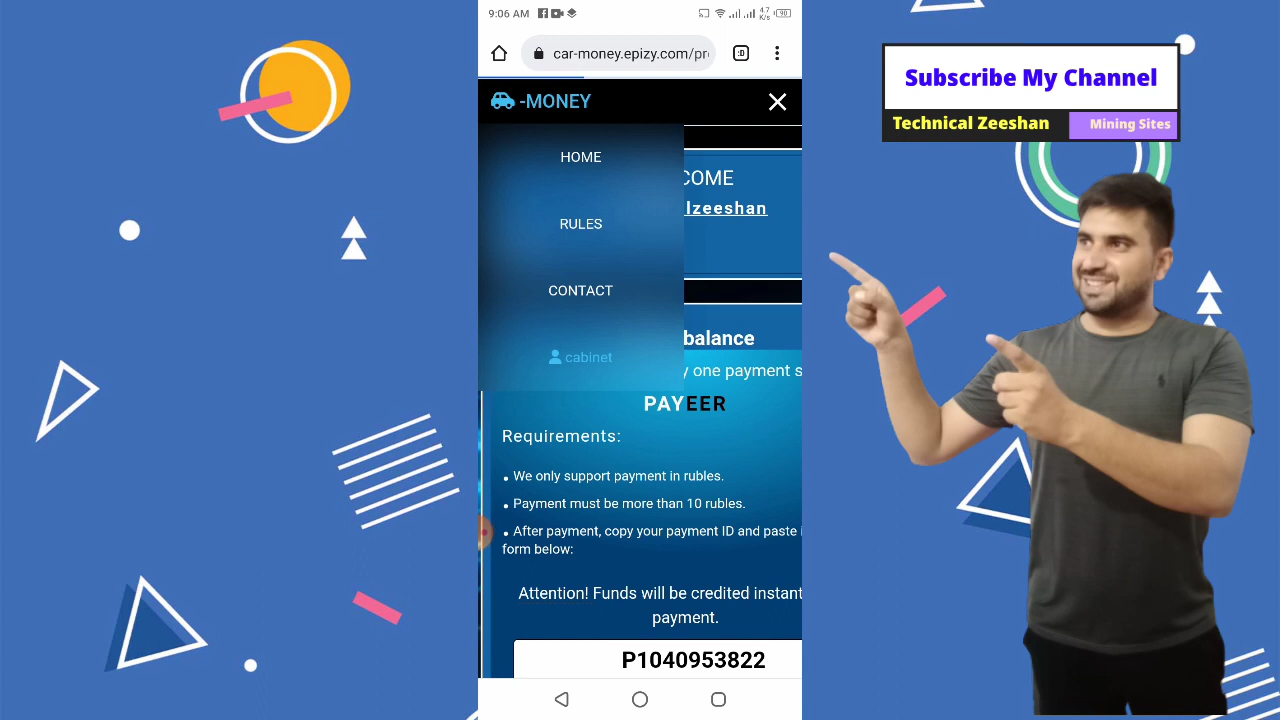 9:06 AM
4.7
K/s
90
:D
car-money.epizy.com/pr
-MONEY
HOME
RULES
CONTACT
cabinet
COME
lzeeshan
balance
y one payment s
PAYEER
Requirements:
• We only support payment in rubles.
• Payment must be more than 10 rubles.
• After payment, copy your payment ID and paste i
form below:
Attention! Funds will be credited instant
payment.
P1040953822
Subscribe My Channel
Technical Zeeshan
Mining Sites